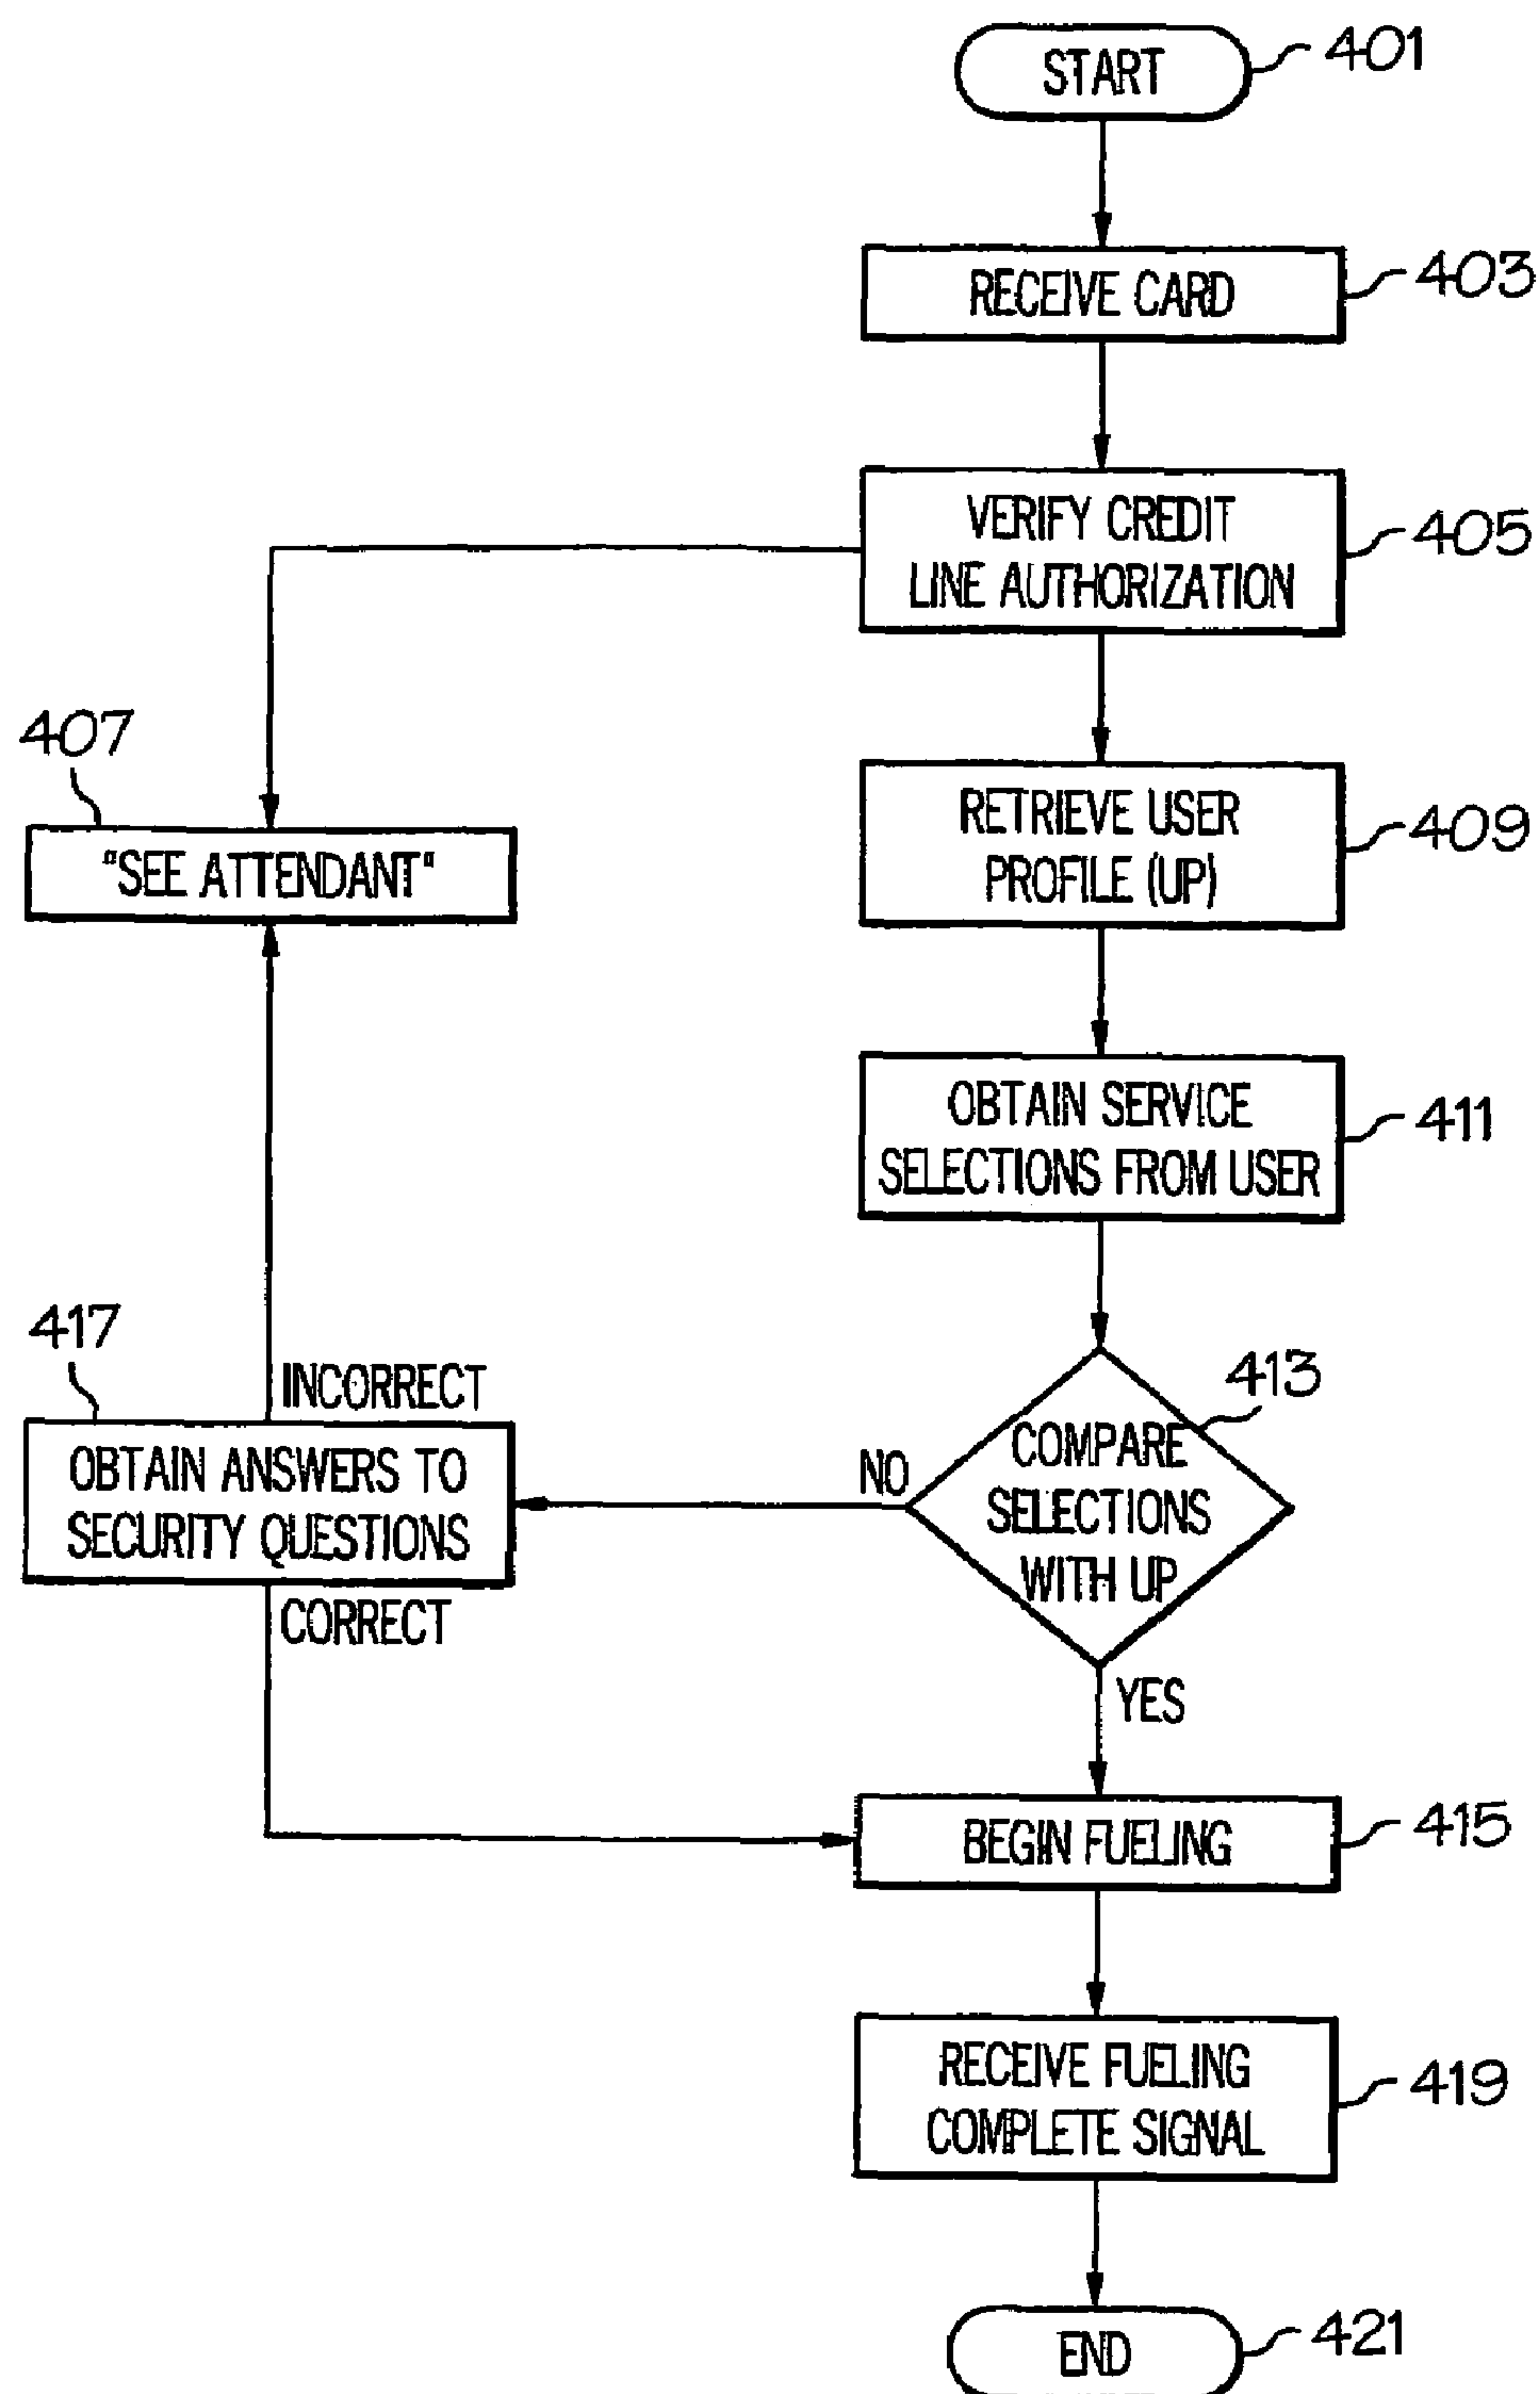 START
401
RECEIVE CARD
403
VERIFY CREDIT
LINE AUTHORIZATION
405
407
"SEE ATTENDANT"
RETRIEVE USER
PROFILE (UP)
409
OBTAIN SERVICE
SELECTIONS FROM USER
411
417
INCORRECT
OBTAIN ANSWERS TO
SECURITY QUESTIONS
CORRECT
NO
413
COMPARE
SELECTIONS
WITH UP
YES
BEGIN FUELING
415
RECEIVE FUELING
COMPLETE SIGNAL
419
END
421